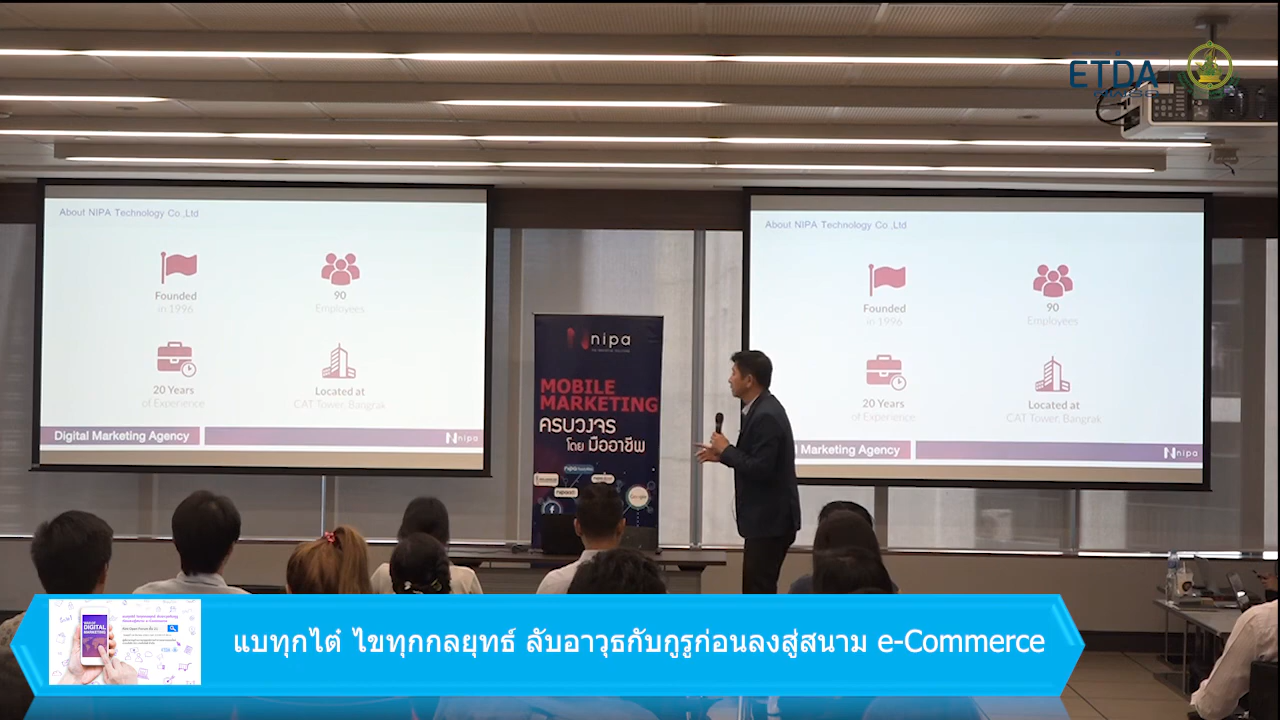 ETDA
About NIPA Technology Co.,Ltd
Founded
in 1996
90
Employees
20 Years
of Experience
Located at
CAT Tower, Bangrak
Digital Marketing Agency
nipa
nipa
MOBILE
MARKETING
ครบวงจร
โดย มืออาชีพ
Google
About NIPA Technology Co.,Ltd
Founded
in 1996
90
Employees
20 Years
of Experience
Located at
CAT Tower, Bangrak
Marketing Agency
nipa
DIGITAL
MARKETING
แบทุกไต๋ ไขทุกกลยุทธ์ ลับอาวุธกับกูรูก่อนลงสู่สนาม e-Commerce